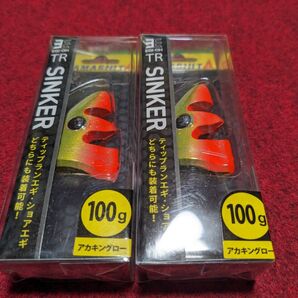 TR SINKER
YAMASHITA
ティップランエギ・ショアエギ
どちらにも装着可能!
100g
アカキングロー
TR SINKER
ティップランエギ・ショアエギ
どちらにも装着可能!
100g
アカキングロー